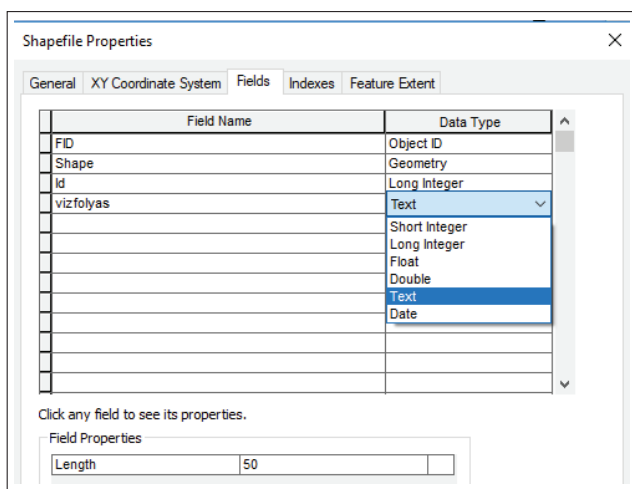 Shapefile Properties
General XY Coordinate System Fields Indexes Feature Extent
Field Name Data Type
FID Object ID
Shape Geometry
Id Long Integer
vizfolyas Text
Short Integer
Long Integer
Float
Double
Text
Date
Click any field to see its properties.
Field Properties
Length 50